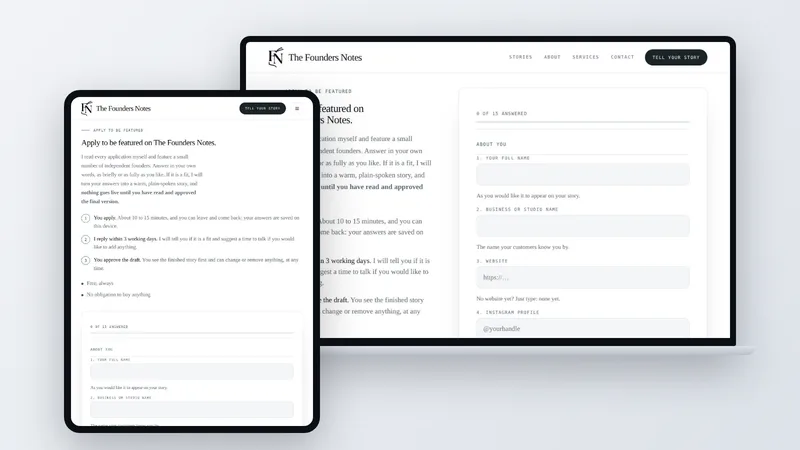 The Founders Notes
TELL YOUR STORY
APPLY TO BE FEATURED
Apply to be featured on The Founders Notes.
I read every application myself and feature a small
number of independent founders. Answer in your own
words, as briefly or as fully as you like. If it is a fit, I will
turn your answers into a warm, plain-spoken story, and
nothing goes live until you have read and approved
the final version.
1 You apply. About 10 to 15 minutes, and you can leave and come back: your answers are saved on
this device.
2 I reply within 3 working days. I will tell you if it is a fit and suggest a time to talk if you would
like to add anything.
3 You approve the draft. You see the finished story first and can change or remove anything, at any
time.
Free, always
No obligation to buy anything
0 OF 15 ANSWERED
ABOUT YOU
1. YOUR FULL NAME
As you would like it to appear on your story.
2. BUSINESS OR STUDIO NAME
The Founders Notes
STORIES
ABOUT
SERVICES
CONTACT
TELL YOUR STORY
TO BE FEATURED
featured on
s Notes.
cation myself and feature a small
ndent founders. Answer in your own
or as fully as you like. If it is a fit, I will
into a warm, plain-spoken story, and
until you have read and approved
About 10 to 15 minutes, and you can
come back: your answers are saved on
n 3 working days. I will tell you if it is
ggest a time to talk if you would like to
g.
the draft. You see the finished story
change or remove anything, at any
0 OF 15 ANSWERED
ABOUT YOU
1. YOUR FULL NAME
As you would like it to appear on your story.
2. BUSINESS OR STUDIO NAME
The name your customers know you by.
3. WEBSITE
https://...
No website yet? Just type: none yet.
4. INSTAGRAM PROFILE
@yourhandle